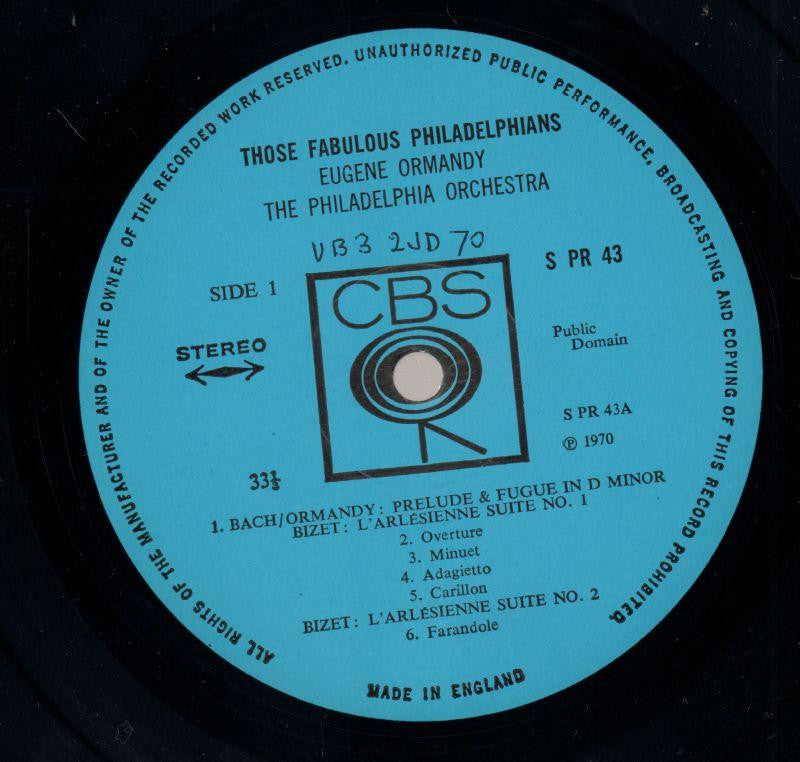 ALL RIGHTS OF THE MANUFACTURER AND OF THE OWNER OF THE RECORDED WORK RESERVED. UNAUTHORIZED PUBLIC PERFORMANCE, BROADCASTING AND COPYING OF THIS RECORD PROHIBITED.
THOSE FABULOUS PHILADELPHIANS
EUGENE ORMANDY
THE PHILADELPHIA ORCHESTRA
VB3 2JD 70
SIDE 1
S PR 43
CBS
STEREO
Public
Domain
S PR 43A
℗ 1970
33⅓
1. BACH/ORMANDY: PRELUDE & FUGUE IN D MINOR
BIZET: L'ARLÉSIENNE SUITE NO. 1
2. Overture
3. Minuet
4. Adagietto
5. Carillon
BIZET: L'ARLÉSIENNE SUITE NO. 2
6. Farandole
MADE IN ENGLAND